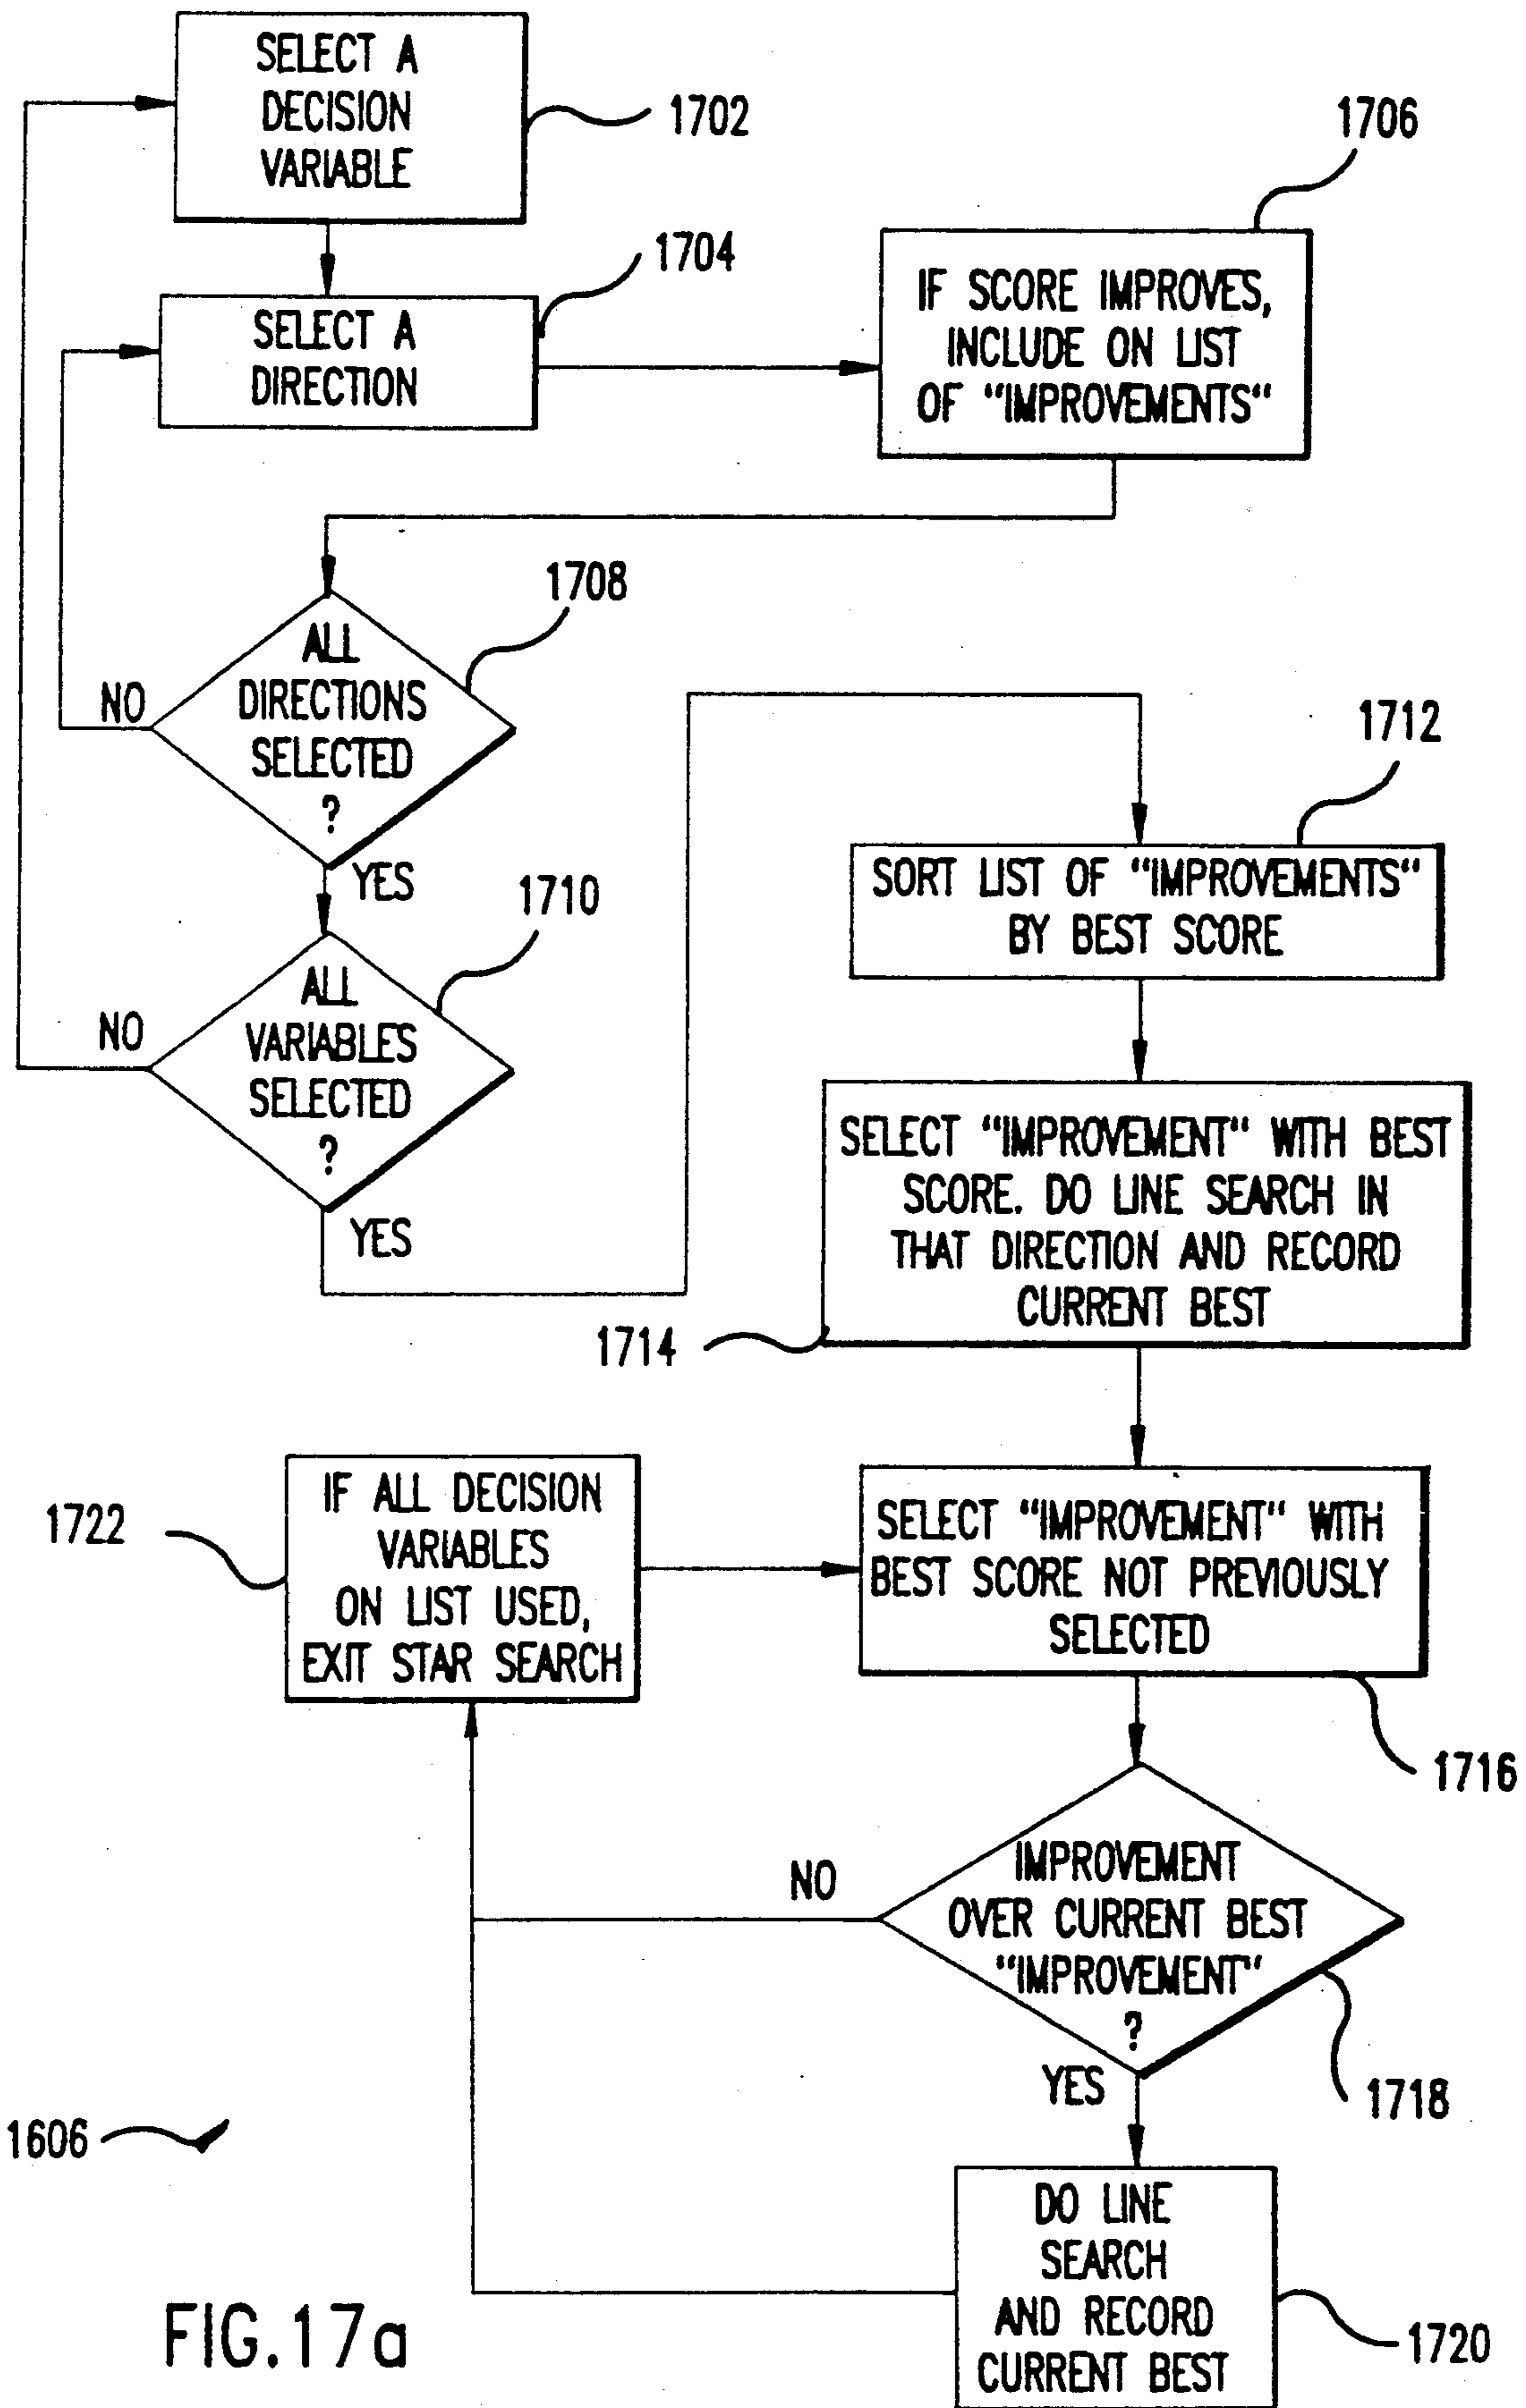 SELECT A
DECISION
VARIABLE
1702
SELECT A
DIRECTION
1704
1706
IF SCORE IMPROVES,
INCLUDE ON LIST
OF "IMPROVEMENTS"
1708
ALL
DIRECTIONS
SELECTED
?
NO
YES
1710
ALL
VARIABLES
SELECTED
?
NO
YES
1712
SORT LIST OF "IMPROVEMENTS"
BY BEST SCORE
SELECT "IMPROVEMENT" WITH BEST
SCORE. DO LINE SEARCH IN
THAT DIRECTION AND RECORD
CURRENT BEST
1714
1722
IF ALL DECISION
VARIABLES
ON LIST USED,
EXIT STAR SEARCH
SELECT "IMPROVEMENT" WITH
BEST SCORE NOT PREVIOUSLY
SELECTED
1716
NO
IMPROVEMENT
OVER CURRENT BEST
"IMPROVEMENT"
?
YES
1718
1606
DO LINE
SEARCH
AND RECORD
CURRENT BEST
1720
FIG.17a